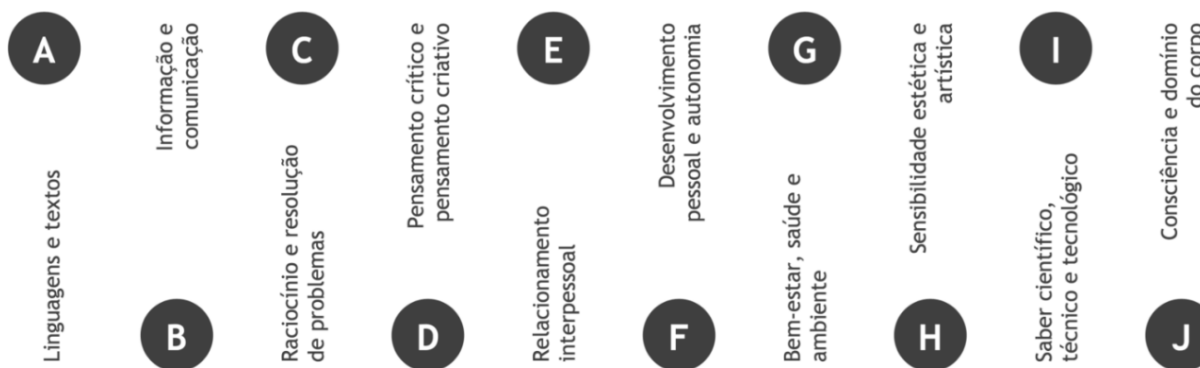 A
Linguagens e textos
Informação e
comunicação
B
C
Raciocínio e resolução
de problemas
Pensamento crítico e
pensamento criativo
D
E
Relacionamento
interpessoal
Desenvolvimento
pessoal e autonomia
F
G
Bem-estar, saúde e
ambiente
Sensibilidade estética e
artística
H
I
Saber científico,
técnico e tecnológico
Consciência e domínio
do corpo
J